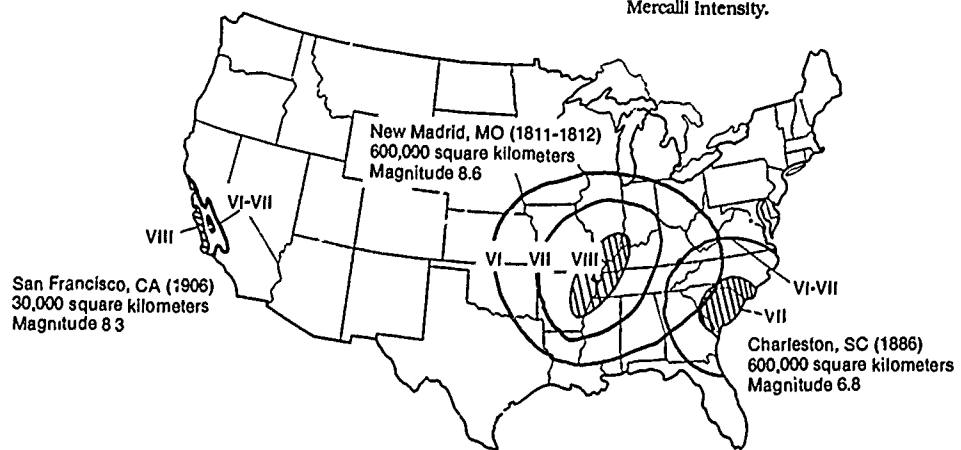 Mercalli Intensity.
New Madrid, MO (1811-1812)
600,000 square kilometers
Magnitude 8.6
VI-VII
VIII
San Francisco, CA (1906)
30,000 square kilometers
Magnitude 8 3
VI VII VIII
VI-VII
VII
Charleston, SC (1886)
600,000 square kilometers
Magnitude 6.8